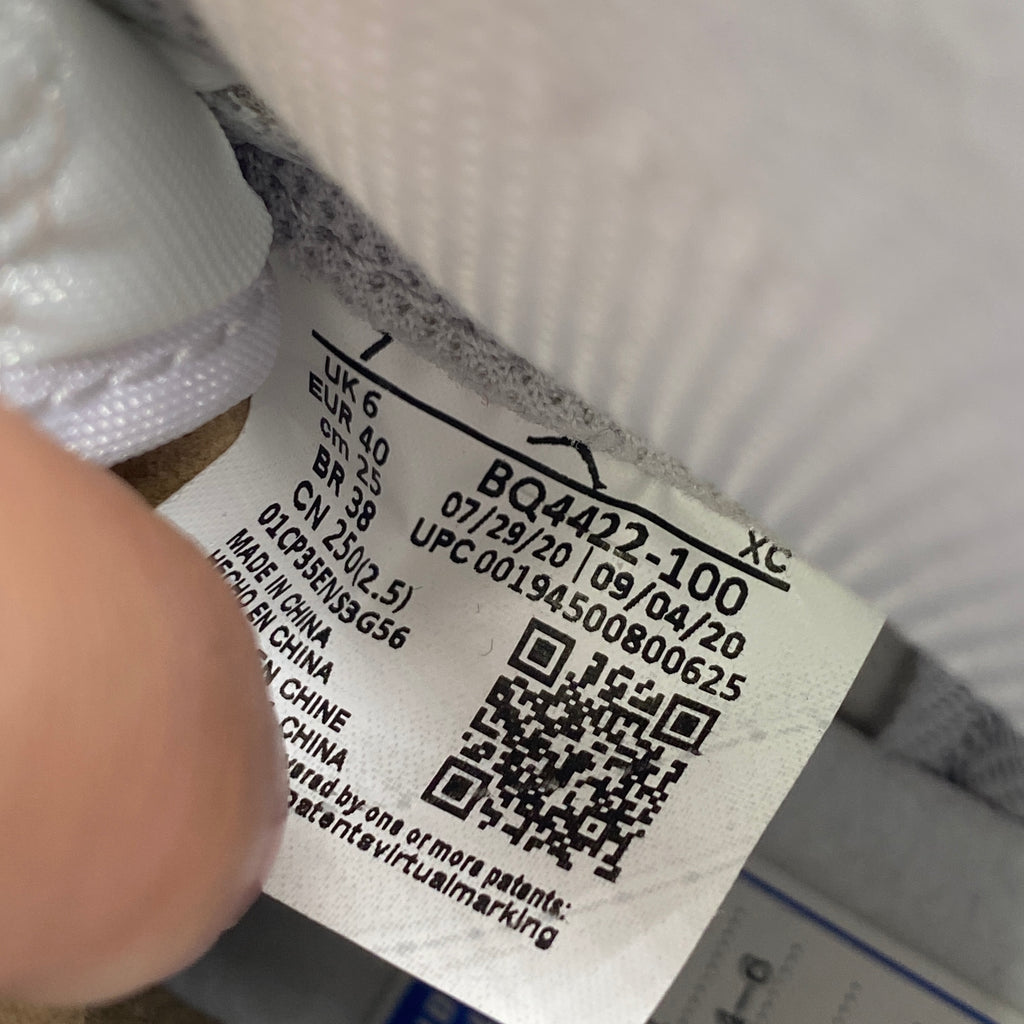 UK 6
EUR 40
cm 25
BR 38
CN 250(2.5)
01CP35ENS3G56
MADE IN CHINA
HECHO EN CHINA
EN CHINE
CHINA
by one or more patents:
patentsvirtualmarking
XC
BQ4422-100
07/29/20 | 09/04/20
UPC 00194500800625